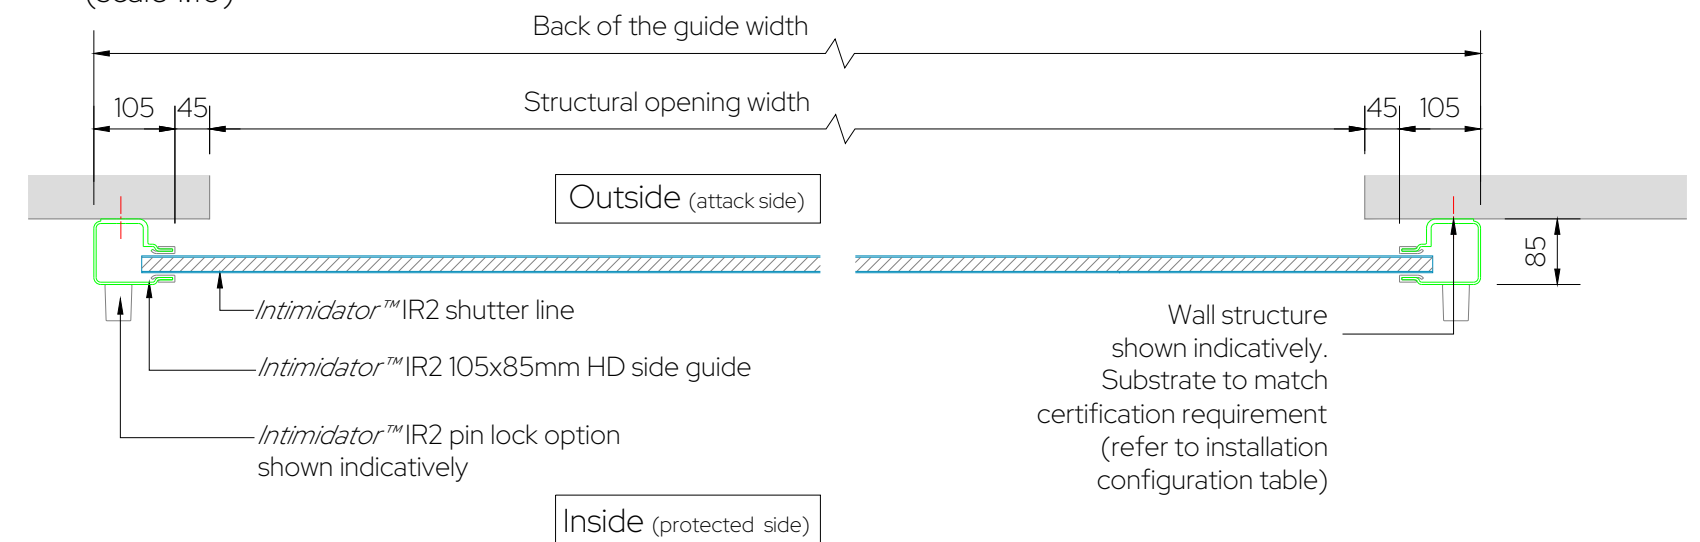 Back of the guide width
105 45
Structural opening width
45 105
Outside (attack side)
85
Intimidator™ IR2 shutter line
Intimidator™ IR2 105x85mm HD side guide
Intimidator™ IR2 pin lock option
shown indicatively
Wall structure
shown indicatively.
Substrate to match
certification requirement
(refer to installation
configuration table)
Inside (protected side)